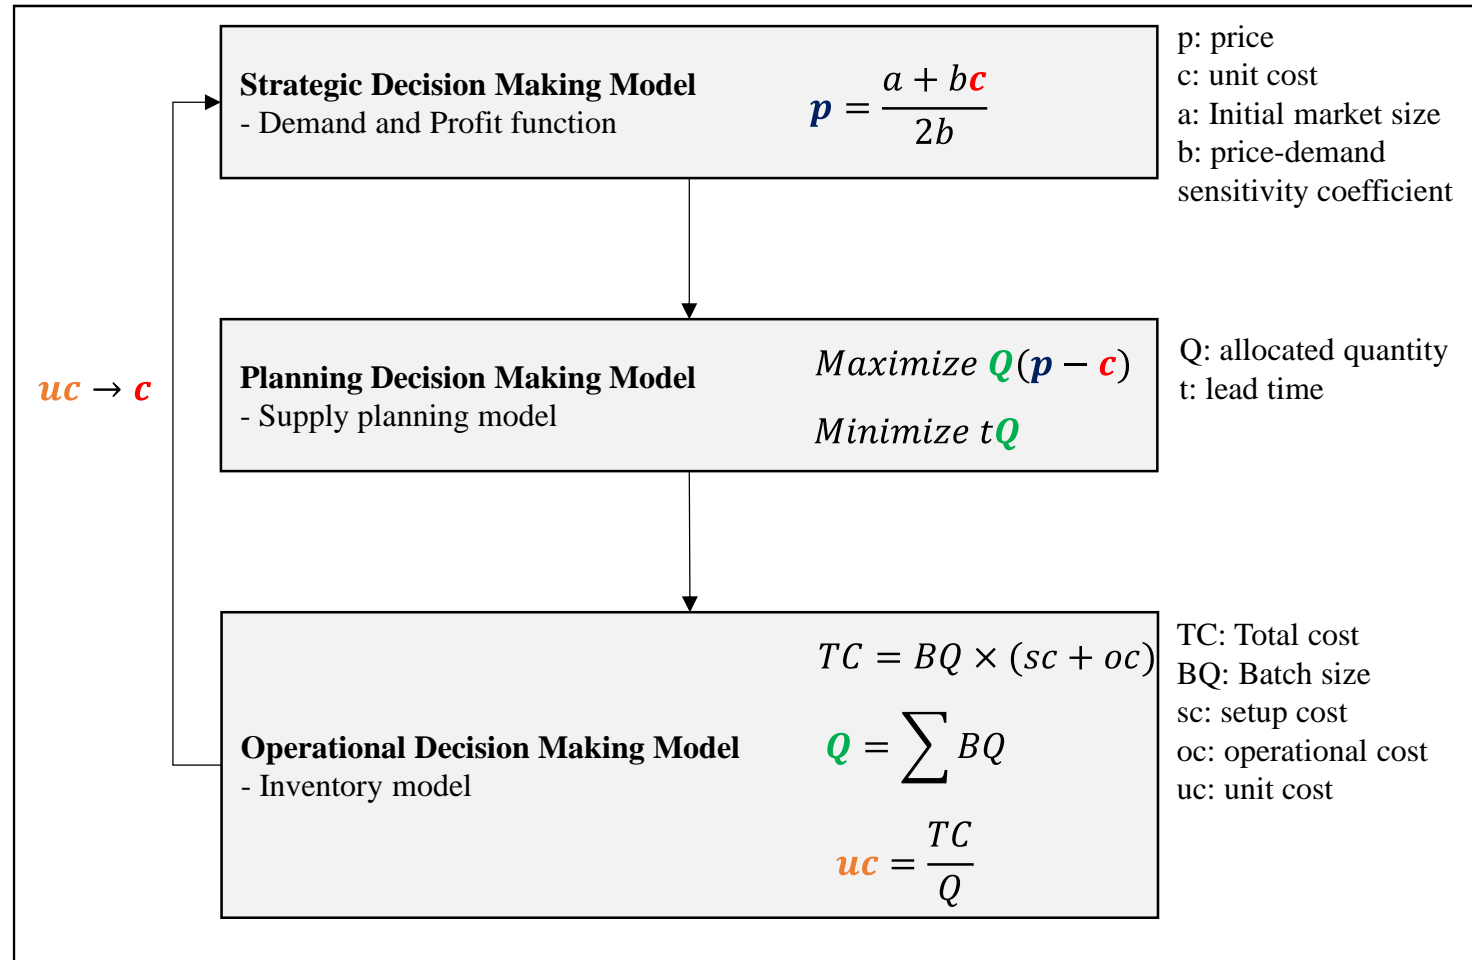 Strategic Decision Making Model
- Demand and Profit function
p = (a + bc) / 2b
p: price
c: unit cost
a: Initial market size
b: price-demand
sensitivity coefficient
uc → c
Planning Decision Making Model
- Supply planning model
Maximize Q(p − c)
Minimize tQ
Q: allocated quantity
t: lead time
Operational Decision Making Model
- Inventory model
TC = BQ × (sc + oc)
Q = ∑ BQ
uc = TC / Q
TC: Total cost
BQ: Batch size
sc: setup cost
oc: operational cost
uc: unit cost